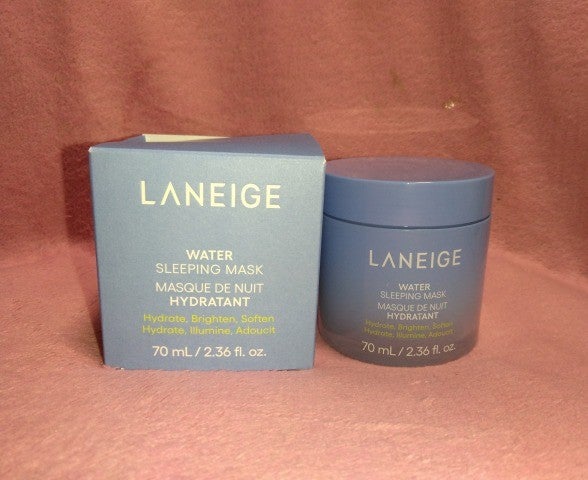 LANEIGE
WATER
SLEEPING MASK
MASQUE DE NUIT
HYDRATANT
Hydrate, Brighten, Soften
Hydrate, Illumine, Adoucit
70 mL / 2.36 fl. oz.
LANEIGE
WATER
SLEEPING MASK
MASQUE DE NUIT
HYDRATANT
Hydrate, Brighten, Soften
Hydrate, Illumine, Adoucit
70 mL / 2.36 fl. oz.